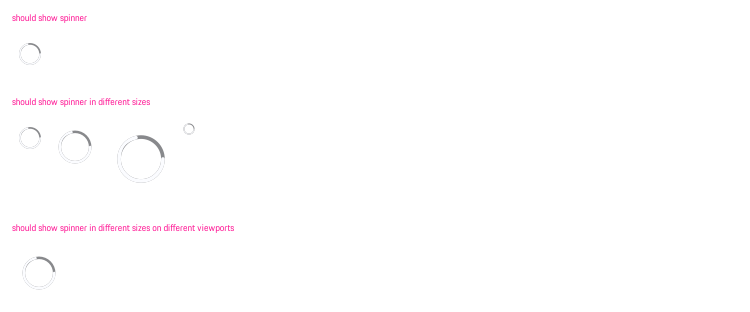 should show spinner
should show spinner in different sizes
should show spinner in different sizes on different viewports